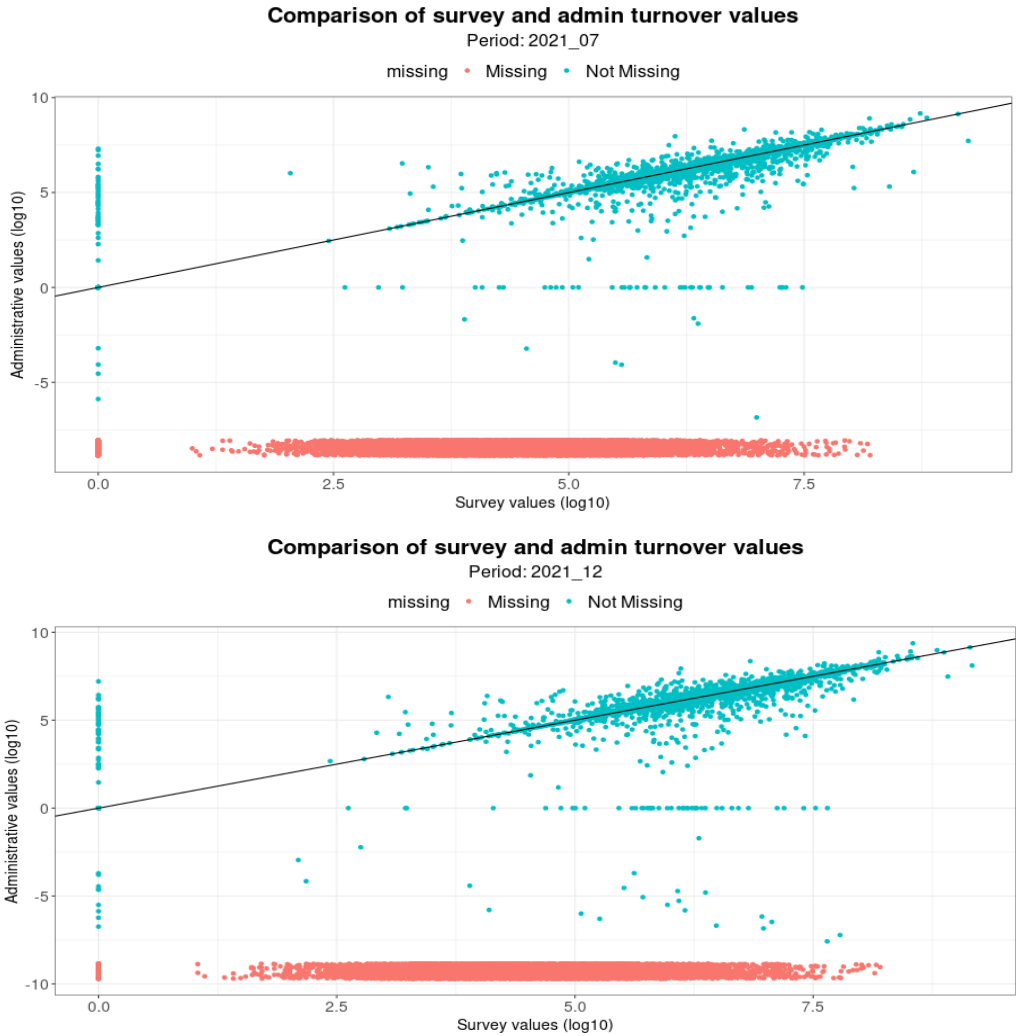 Comparison of survey and admin turnover values
Period: 2021_07
missing Missing Not Missing
Administrative values (log10)
10
5
0
-5
0.0 2.5 5.0 7.5
Survey values (log10)
Comparison of survey and admin turnover values
Period: 2021_12
missing Missing Not Missing
Administrative values (log10)
10
5
0
-5
-10
0.0 2.5 5.0 7.5
Survey values (log10)